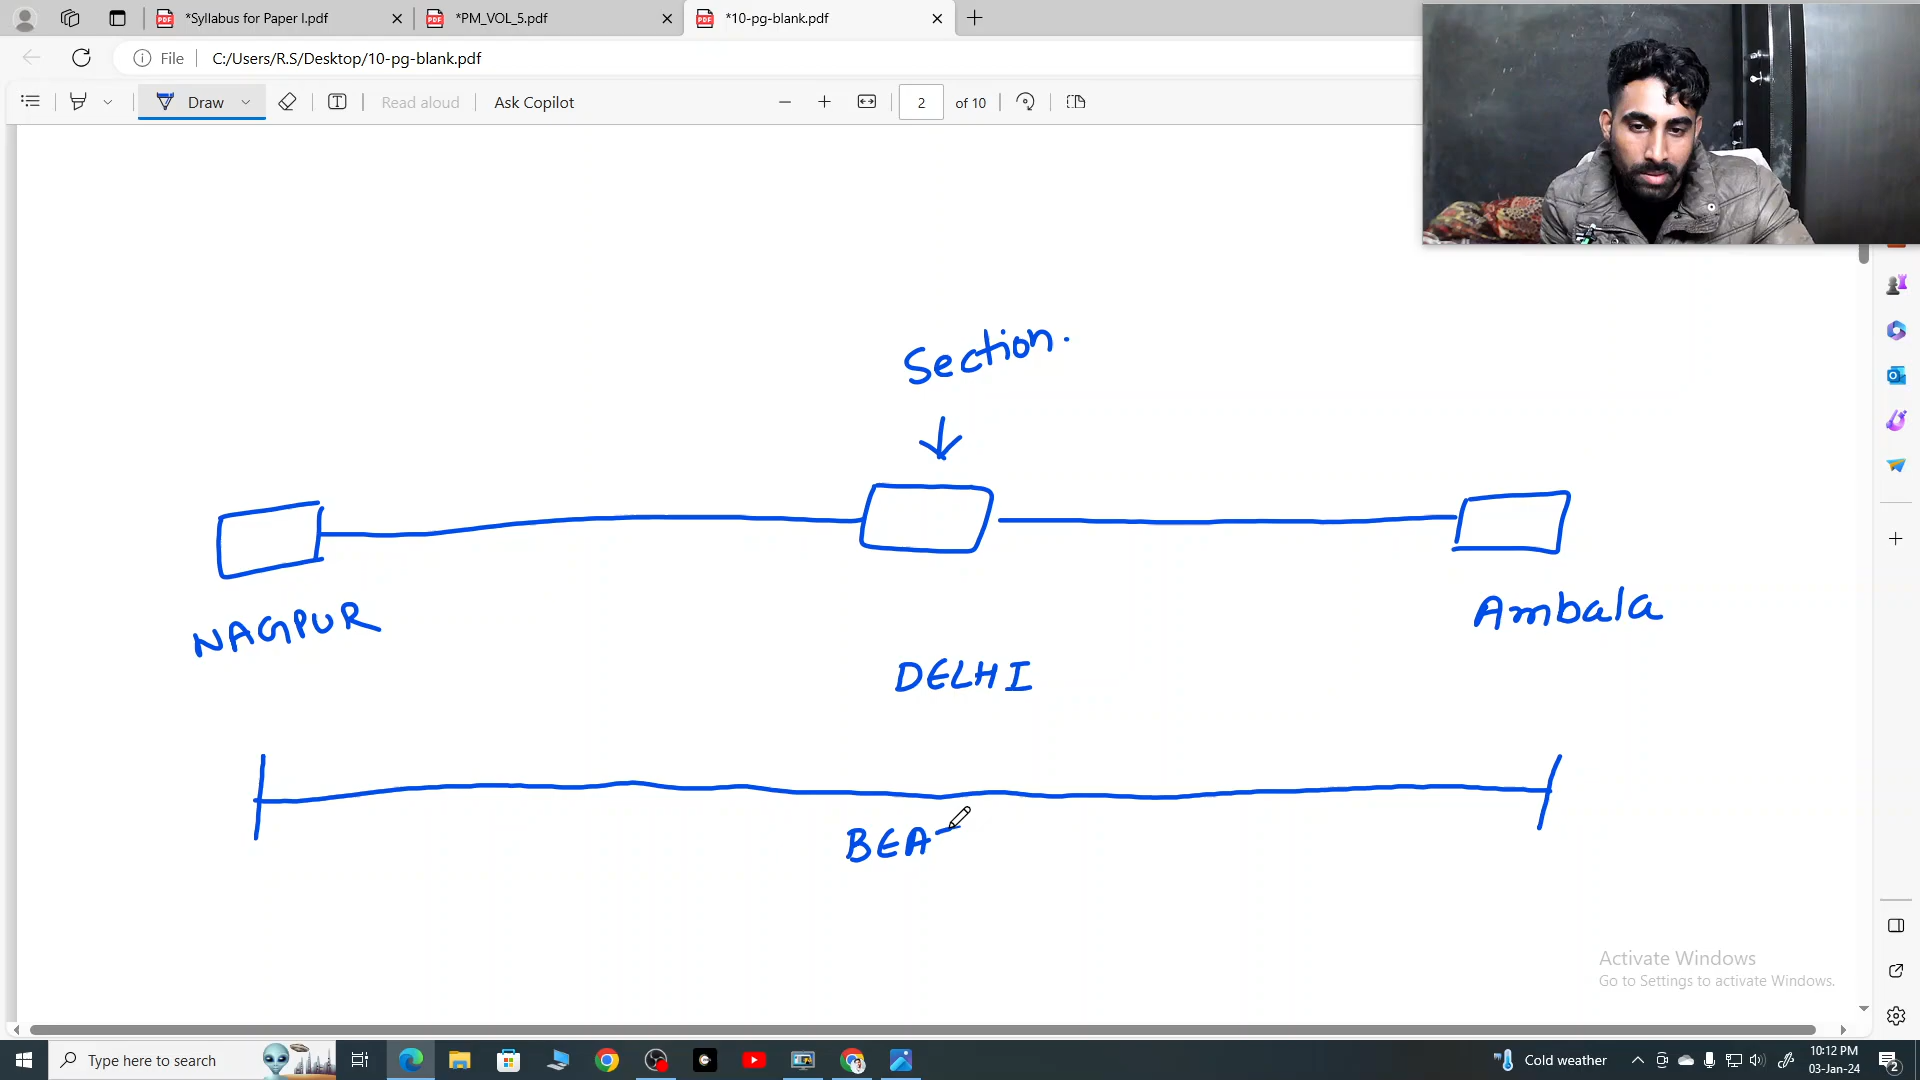 *Syllabus for Paper I.pdf
*PM_VOL_5.pdf
*10-pg-blank.pdf
File C:/Users/R.S/Desktop/10-pg-blank.pdf
Draw Read aloud Ask Copilot 2 of 10
Section.
NAGPUR
Ambala
DELHI
BEA
Activate Windows
Go to Settings to activate Windows.
Type here to search
Cold weather
10:12 PM
03-Jan-24
2